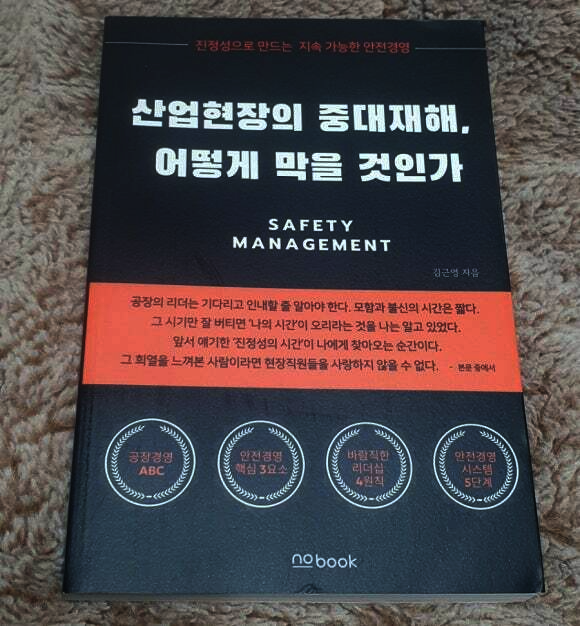 진정성으로 만드는 지속 가능한 안전경영
산업현장의 중대재해,
어떻게 막을 것인가
SAFETY
MANAGEMENT
김근영 저음
공장의 리더는 기다리고 인내할 줄 알아야 한다. 모함과 불신의 시간은 짧다.
그 시기만 잘 버티면 '나의 시간'이 오리라는 것을 나는 알고 있었다.
앞서 얘기한 '진정성의 시간'이 나에게 찾아오는 순간이다.
그 희열을 느껴본 사람이라면 현장직원들을 사랑하지 않을 수 없다. - 본문 중에서
공장경영
ABC
안전경영
핵심 3요소
바람직한
리더십
4원칙
안전경영
시스템
5단계
nobook